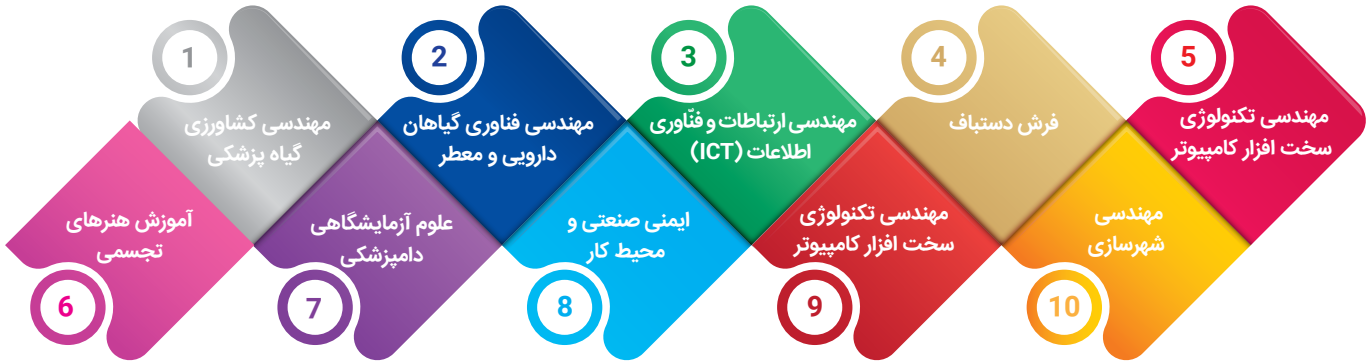 1
مهندسی کشاورزی
گیاه پزشکی
2
مهندسی فناوری گیاهان
دارویی و معطر
3
مهندسی ارتباطات و فنّاوری
اطلاعات (ICT)
4
فرش دستباف
5
مهندسی تکنولوژی
سخت افزار کامپیوتر
آموزش هنرهای
تجسمی
6
علوم آزمایشگاهی
دامپزشکی
7
ایمنی صنعتی و
محیط کار
8
مهندسی تکنولوژی
سخت افزار کامپیوتر
9
مهندسی
شهرسازی
10